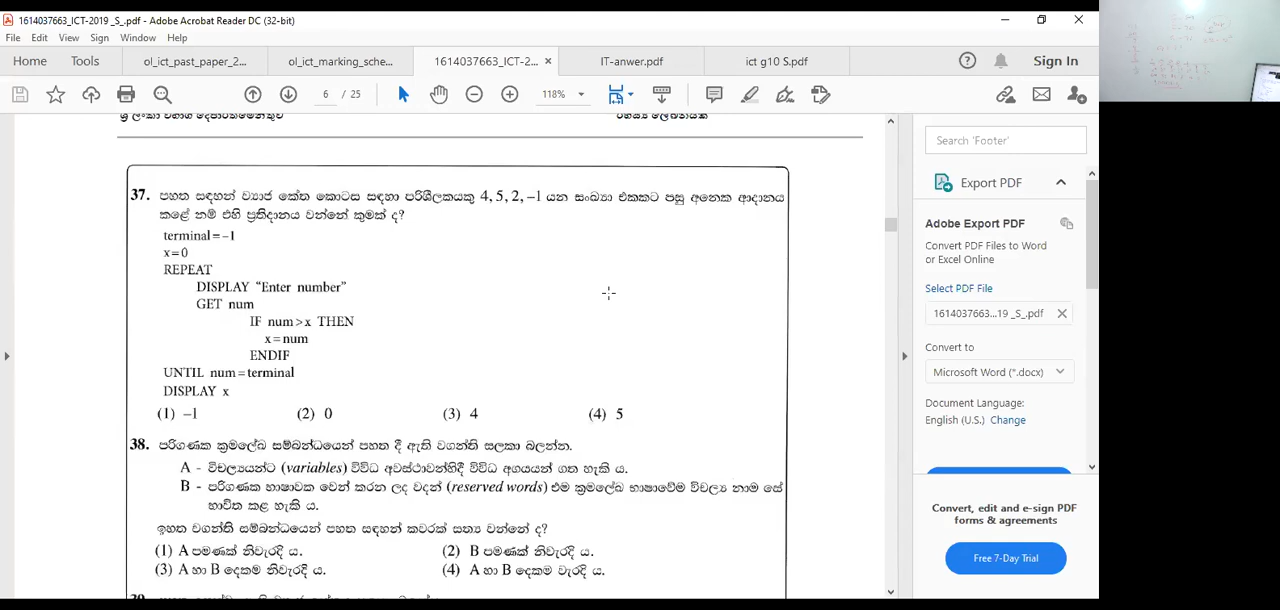 1614037663_ICT-2019 _S_.pdf - Adobe Acrobat Reader DC (32-bit)
File Edit View Sign Window Help
Home Tools ol_ict_past_paper_2... ol_ict_marking_sche... 1614037663_ICT-2... × IT-anwer.pdf ict g10 S.pdf Sign In
6 / 25 118%
ශ්‍රී ලංකා විභාග දෙපාර්තමේන්තුව රහස්‍ය ලේඛනයකි
37. පහත සඳහන් ව්‍යාජ කේත කොටස සඳහා පරිශීලකයකු 4, 5, 2, −1 යන සංඛ්‍යා එකකට පසු අනෙක ආදානය
කළේ නම් එහි ප්‍රතිදානය වන්නේ කුමක් ද?
terminal = −1
x = 0
REPEAT
DISPLAY “Enter number”
GET num
IF num > x THEN
x = num
ENDIF
UNTIL num = terminal
DISPLAY x
(1) −1 (2) 0 (3) 4 (4) 5
38. පරිගණක ක්‍රමලේඛ සම්බන්ධයෙන් පහත දී ඇති වගන්ති සලකා බලන්න.
A - විචල්‍යයන්ට (variables) විවිධ අවස්ථාවන්හිදී විවිධ අගයයන් ගත හැකි ය.
B - පරිගණක භාෂාවක වෙන් කරන ලද වදන් (reserved words) එම ක්‍රමලේඛ භාෂාවේම විචල්‍ය නාම සේ
භාවිත කළ හැකි ය.
ඉහත වගන්ති සම්බන්ධයෙන් පහත සඳහන් කවරක් සත්‍ය වන්නේ ද?
(1) A පමණක් නිවැරදි ය. (2) B පමණක් නිවැරදි ය.
(3) A හා B දෙකම නිවැරදි ය. (4) A හා B දෙකම වැරදි ය.
Search 'Footer'
Export PDF
Adobe Export PDF
Convert PDF Files to Word
or Excel Online
Select PDF File
1614037663...19 _S_.pdf ×
Convert to
Microsoft Word (*.docx)
Document Language:
English (U.S.) Change
Convert, edit and e-sign PDF
forms & agreements
Free 7-Day Trial